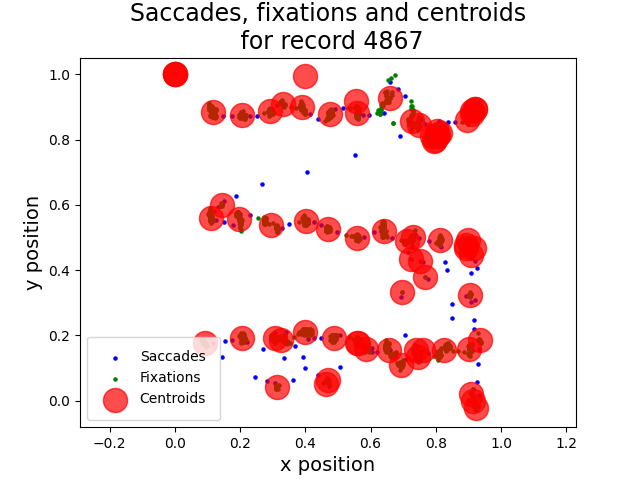 Saccades, fixations and centroids
for record 4867
y position
1.0
0.8
0.6
0.4
0.2
0.0
Saccades
Fixations
Centroids
−0.2 0.0 0.2 0.4 0.6 0.8 1.0 1.2
x position